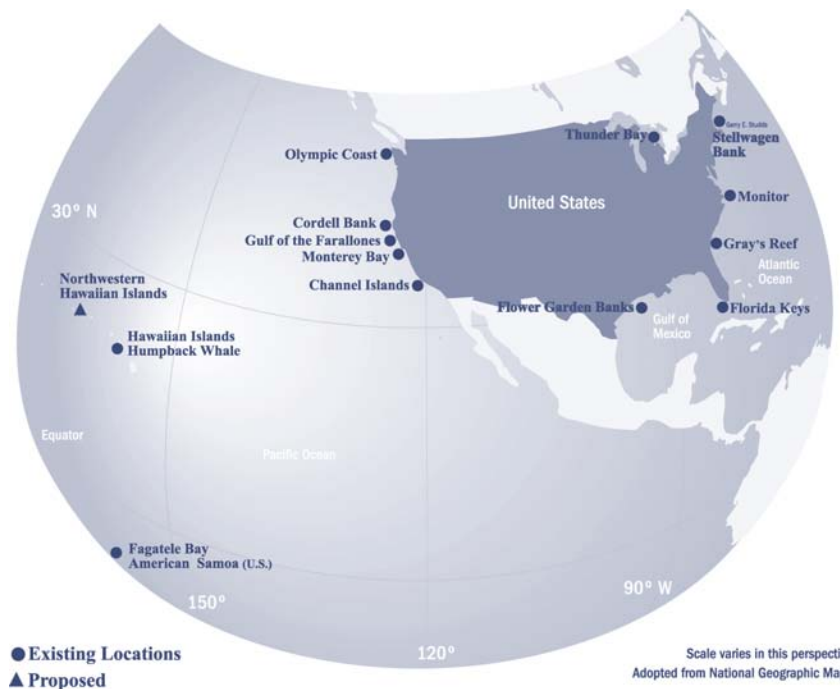 Gerry E. Studds
Stellwagen
Bank
Thunder Bay
Olympic Coast
Monitor
United States
30° N
Cordell Bank
Gulf of the Farallones
Monterey Bay
Gray's Reef
Atlantic
Ocean
Northwestern
Hawaiian Islands
Channel Islands
Flower Garden Banks
Florida Keys
Gulf of
Mexico
Hawaiian Islands
Humpback Whale
Equator
Pacific Ocean
Fagatele Bay
American Samoa (U.S.)
150°
90° W
120°
Existing Locations
Proposed
Scale varies in this perspecti
Adopted from National Geographic Ma